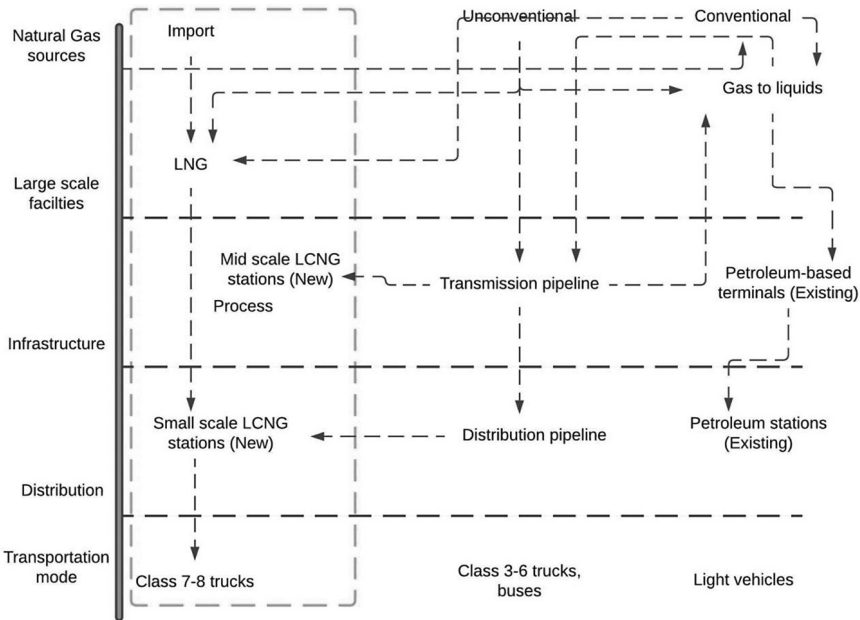 Natural Gas
sources
Import
Unconventional
Conventional
Gas to liquids
LNG
Large scale
facilties
Mid scale LCNG
stations (New)
Process
Transmission pipeline
Petroleum-based
terminals (Existing)
Infrastructure
Small scale LCNG
stations (New)
Distribution pipeline
Petroleum stations
(Existing)
Distribution
Transportation
mode
Class 7-8 trucks
Class 3-6 trucks,
buses
Light vehicles